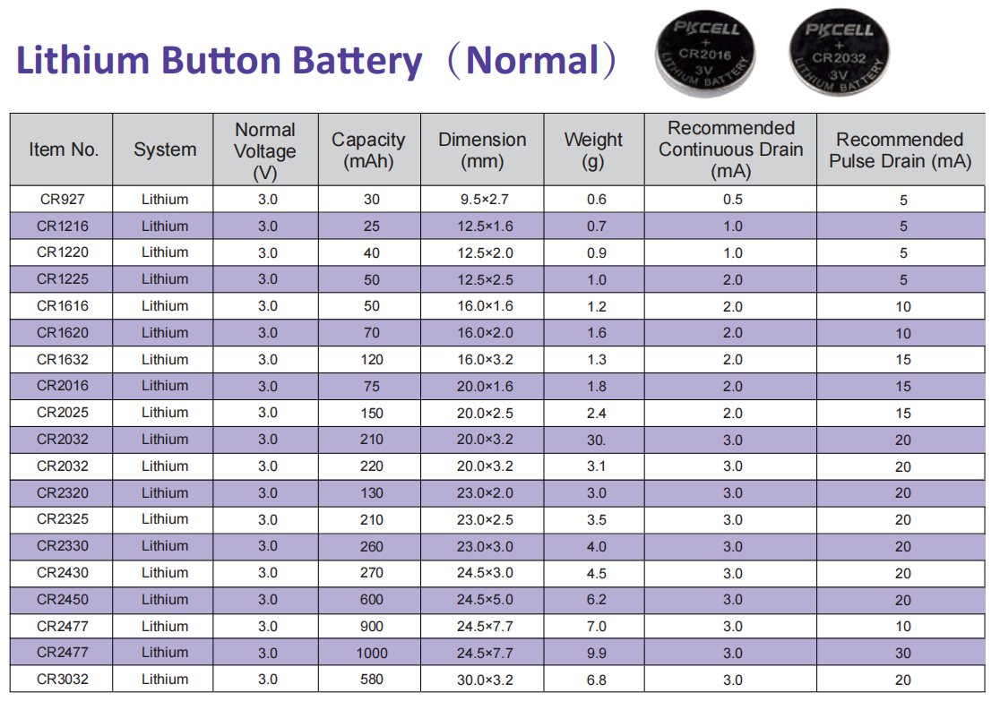 Lithium Button Battery（Normal）
PKCELL
+
CR2016
3V
LITHIUM BATTERY
PKCELL
+
CR2032
3V
LITHIUM BATTERY
Item No. System Normal Voltage (V) Capacity (mAh) Dimension (mm) Weight (g) Recommended Continuous Drain (mA) Recommended Pulse Drain (mA)
CR927 Lithium 3.0 30 9.5×2.7 0.6 0.5 5
CR1216 Lithium 3.0 25 12.5×1.6 0.7 1.0 5
CR1220 Lithium 3.0 40 12.5×2.0 0.9 1.0 5
CR1225 Lithium 3.0 50 12.5×2.5 1.0 2.0 5
CR1616 Lithium 3.0 50 16.0×1.6 1.2 2.0 10
CR1620 Lithium 3.0 70 16.0×2.0 1.6 2.0 10
CR1632 Lithium 3.0 120 16.0×3.2 1.3 2.0 15
CR2016 Lithium 3.0 75 20.0×1.6 1.8 2.0 15
CR2025 Lithium 3.0 150 20.0×2.5 2.4 2.0 15
CR2032 Lithium 3.0 210 20.0×3.2 30. 3.0 20
CR2032 Lithium 3.0 220 20.0×3.2 3.1 3.0 20
CR2320 Lithium 3.0 130 23.0×2.0 3.0 3.0 20
CR2325 Lithium 3.0 210 23.0×2.5 3.5 3.0 20
CR2330 Lithium 3.0 260 23.0×3.0 4.0 3.0 20
CR2430 Lithium 3.0 270 24.5×3.0 4.5 3.0 20
CR2450 Lithium 3.0 600 24.5×5.0 6.2 3.0 20
CR2477 Lithium 3.0 900 24.5×7.7 7.0 3.0 10
CR2477 Lithium 3.0 1000 24.5×7.7 9.9 3.0 30
CR3032 Lithium 3.0 580 30.0×3.2 6.8 3.0 20